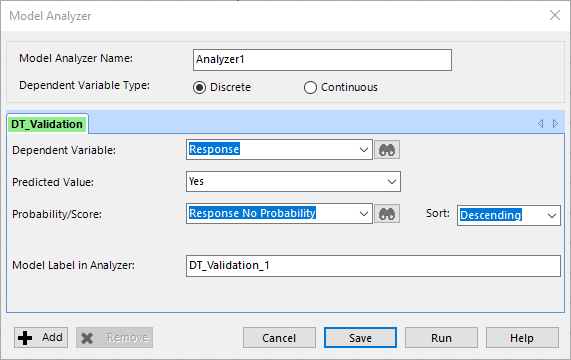 Model Analyzer
Model Analyzer Name: Analyzer1
Dependent Variable Type: Discrete Continuous
DT_Validation
Dependent Variable: Response
Predicted Value: Yes
Probability/Score: Response No Probability Sort: Descending
Model Label in Analyzer: DT_Validation_1
Add Remove Cancel Save Run Help